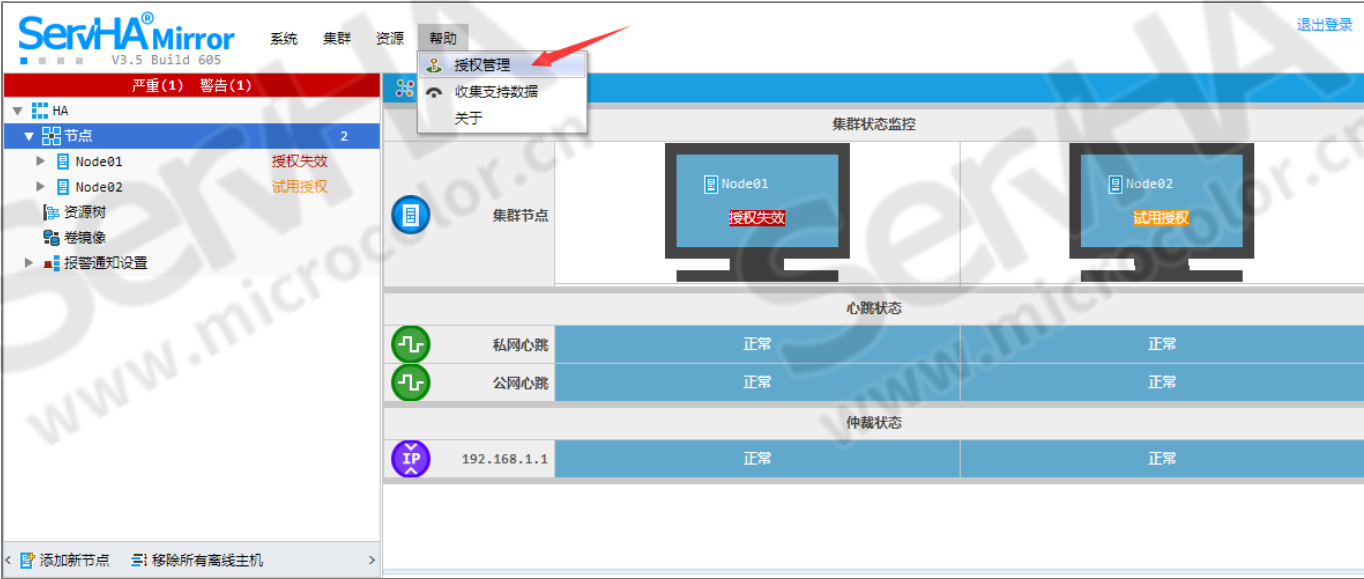 ServHA® Mirror
V3.5 Build 605
系统 集群 资源 帮助
退出登录
授权管理
收集支持数据
关于
严重(1) 警告(1)
HA
节点 2
Node01 授权失效
Node02 试用授权
资源树
卷镜像
报警通知设置
添加新节点 移除所有离线主机
集群状态监控
集群节点
Node01
授权失效
Node02
试用授权
心跳状态
私网心跳 正常 正常
公网心跳 正常 正常
仲裁状态
IP 192.168.1.1 正常 正常
ServHA
www.microcolor.cn
ServHA
www.microcolor.cn